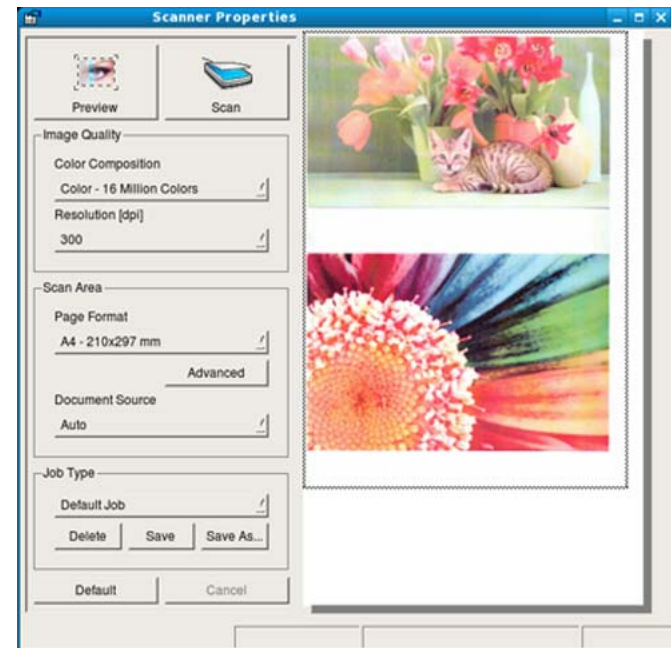 Scanner Properties
Preview
Scan
Image Quality
Color Composition
Color - 16 Million Colors
Resolution [dpi]
300
Scan Area
Page Format
A4 - 210x297 mm
Advanced
Document Source
Auto
Job Type
Default Job
Delete
Save
Save As...
Default
Cancel